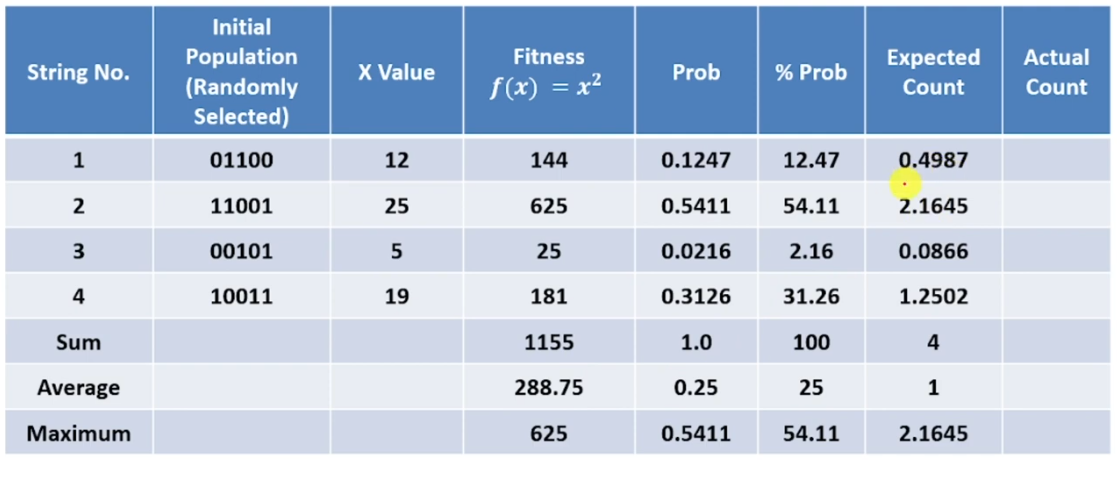 String No. Initial Population (Randomly Selected) X Value Fitness f(x) = x² Prob % Prob Expected Count Actual Count
1 01100 12 144 0.1247 12.47 0.4987
2 11001 25 625 0.5411 54.11 2.1645
3 00101 5 25 0.0216 2.16 0.0866
4 10011 19 181 0.3126 31.26 1.2502
Sum 1155 1.0 100 4
Average 288.75 0.25 25 1
Maximum 625 0.5411 54.11 2.1645